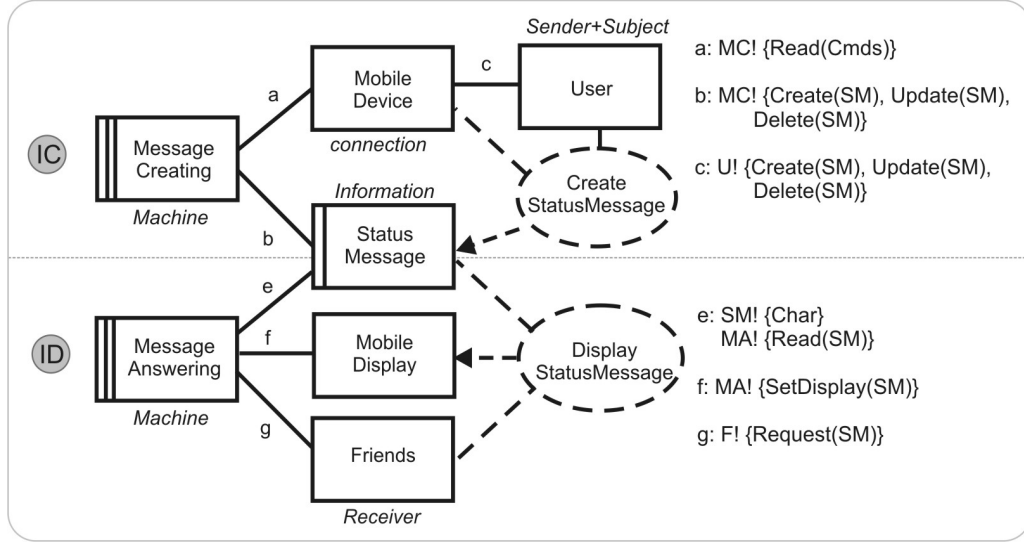 Sender+Subject
IC
Message
Creating
Machine
a
Mobile
Device
connection
c
User
Information
b
Status
Message
Create
StatusMessage
a: MC! {Read(Cmds)}
b: MC! {Create(SM), Update(SM),
Delete(SM)}
c: U! {Create(SM), Update(SM),
Delete(SM)}
ID
Message
Answering
Machine
e
f
g
Mobile
Display
Friends
Receiver
Display
StatusMessage
e: SM! {Char}
MA! {Read(SM)}
f: MA! {SetDisplay(SM)}
g: F! {Request(SM)}